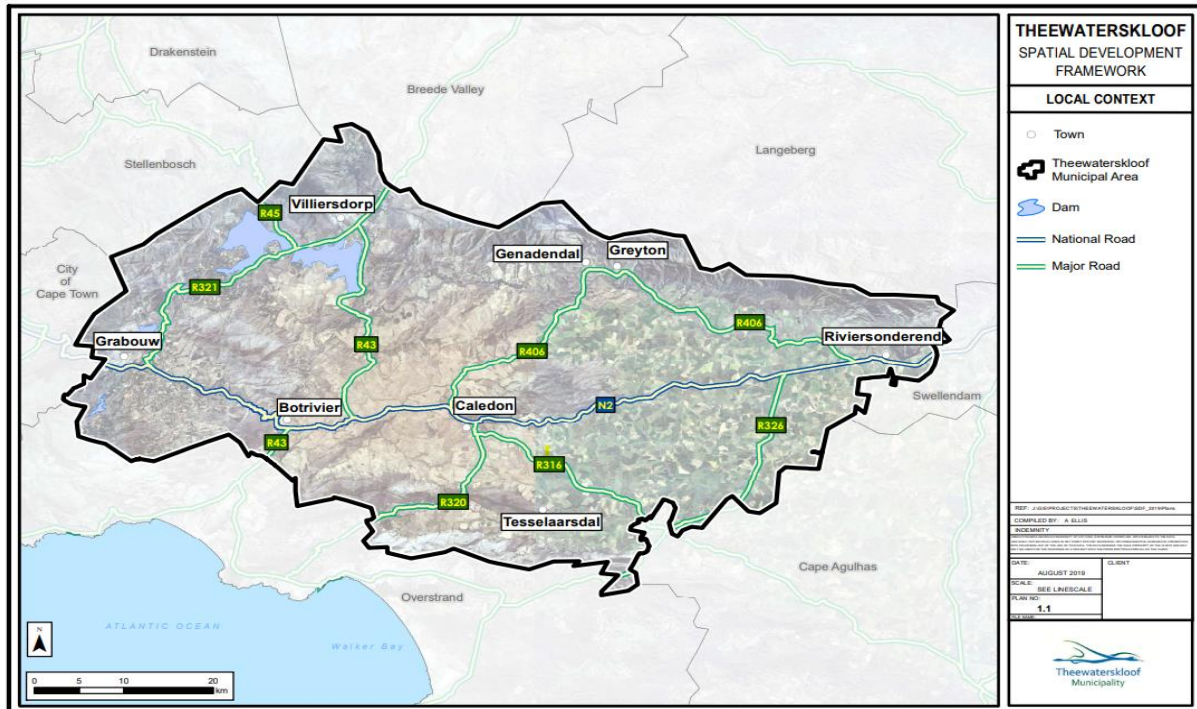 Drakenstein
Breede Valley
Stellenbosch
Langeberg
Villiersdorp
R45
Genadendal
Greyton
City
of
Cape Town
R321
R406
Grabouw
R43
R406
Riviersonderend
Botrivier
Caledon
N2
Swellendam
R43
R326
R316
R320
Tesselaarsdal
Cape Agulhas
Overstrand
ATLANTIC OCEAN
Walker Bay
N
0 5 10 20
km
THEEWATERSKLOOF
SPATIAL DEVELOPMENT
FRAMEWORK
LOCAL CONTEXT
Town
Theewaterskloof
Municipal Area
Dam
National Road
Major Road
REF:
COMPILED BY: A ELLIS
INDEMNITY
DATE:
AUGUST 2019
CLIENT
SCALE:
SEE LINESCALE
PLAN NO:
1.1
Theewaterskloof
Municipality